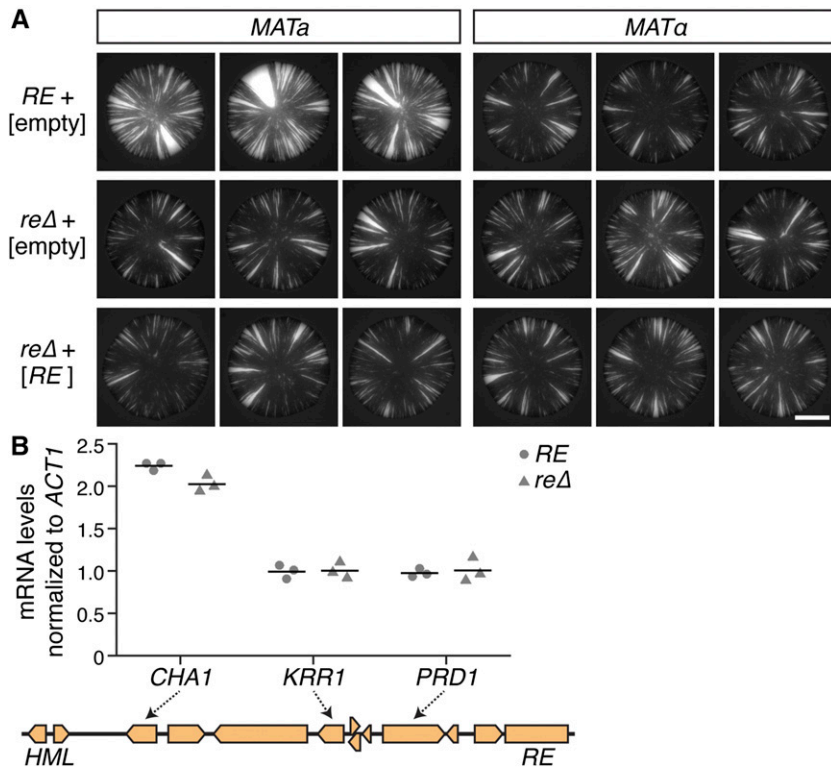 A
MATa
MATα
RE +
[empty]
reΔ +
[empty]
reΔ +
[RE]
B
mRNA levels
normalized to ACT1
2.5
2.0
1.5
1.0
0.5
0
RE
reΔ
CHA1
KRR1
PRD1
HML
RE